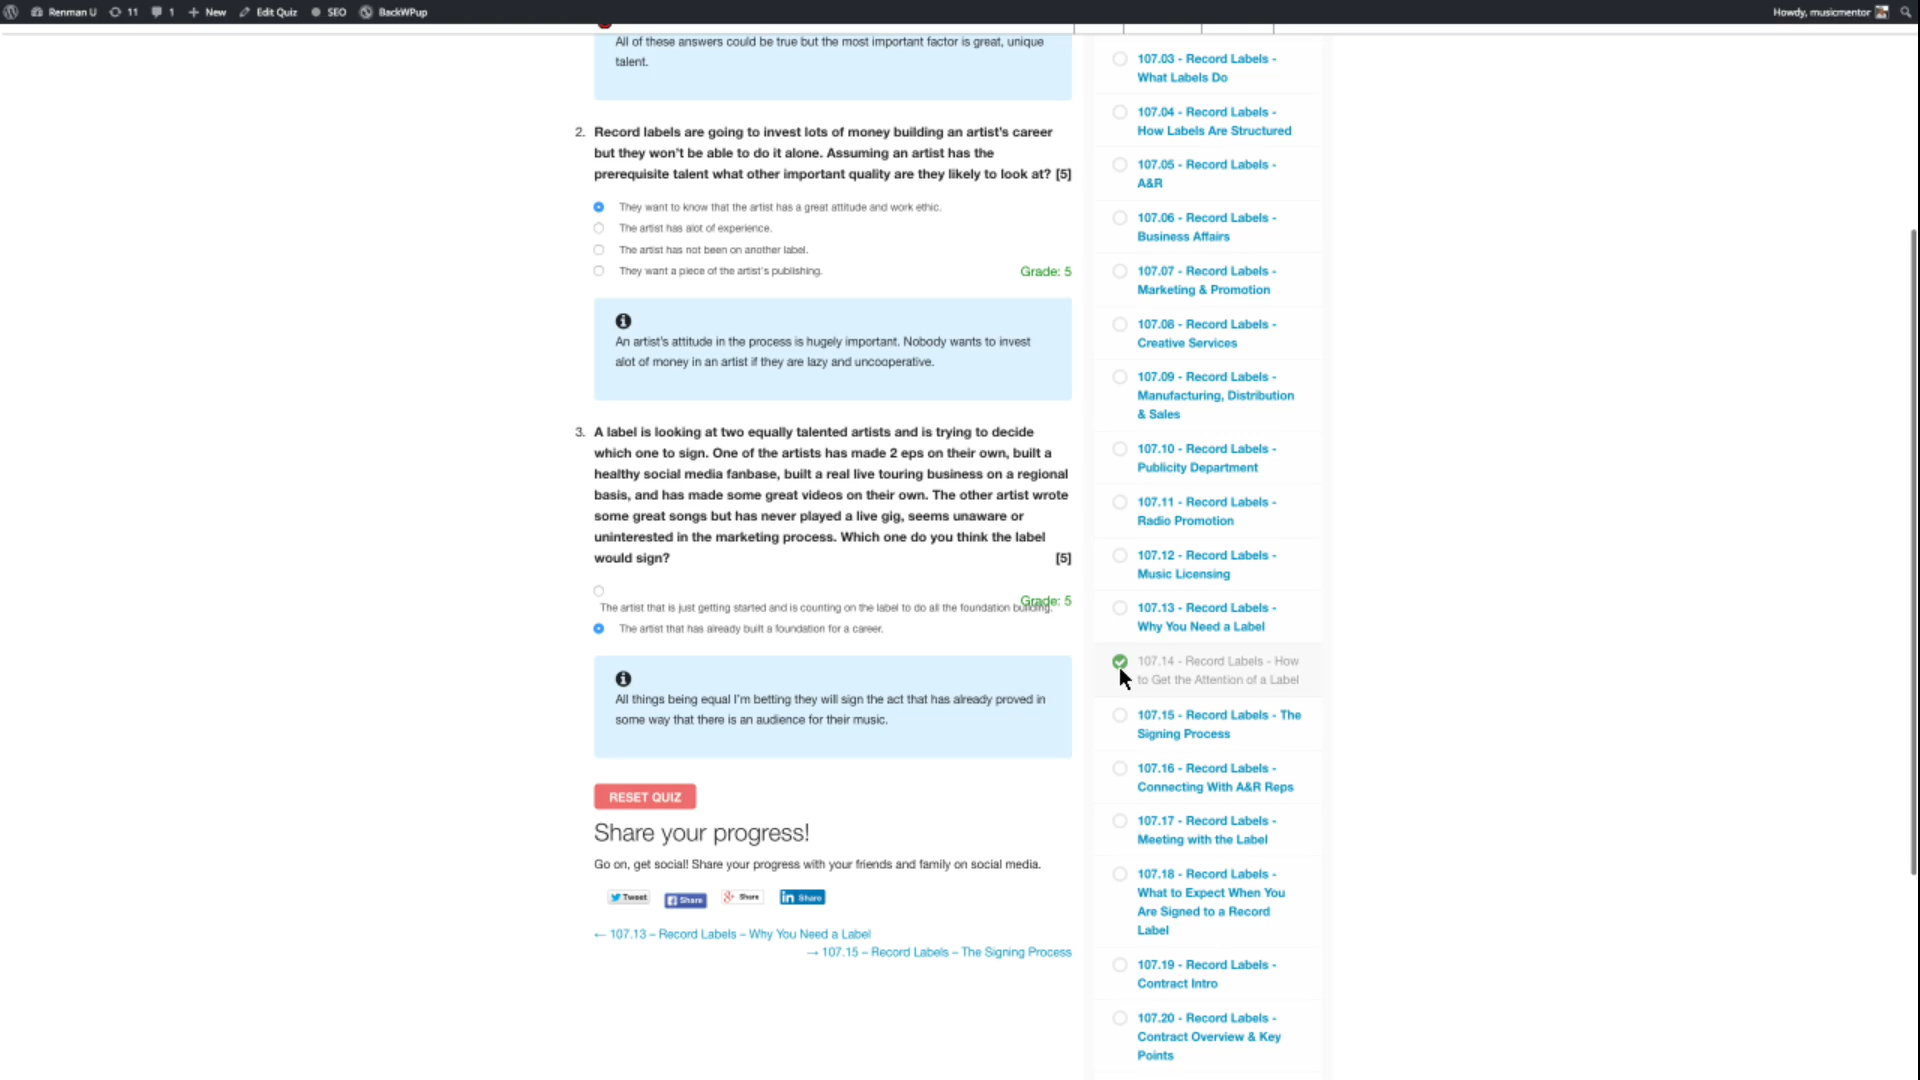 Renman U 11 1 + New Edit Quiz SEO BackWPup Howdy, musicmentor
All of these answers could be true but the most important factor is great, unique
talent.
2. Record labels are going to invest lots of money building an artist's career
but they won't be able to do it alone. Assuming an artist has the
prerequisite talent what other important quality are they likely to look at? [5]
They want to know that the artist has a great attitude and work ethic.
The artist has alot of experience.
The artist has not been on another label.
They want a piece of the artist's publishing.
Grade: 5
An artist's attitude in the process is hugely important. Nobody wants to invest
alot of money in an artist if they are lazy and uncooperative.
3. A label is looking at two equally talented artists and is trying to decide
which one to sign. One of the artists has made 2 eps on their own, built a
healthy social media fanbase, built a real live touring business on a regional
basis, and has made some great videos on their own. The other artist wrote
some great songs but has never played a live gig, seems unaware or
uninterested in the marketing process. Which one do you think the label
would sign? [5]
Grade: 5
The artist that is just getting started and is counting on the label to do all the foundation building.
The artist that has already built a foundation for a career.
All things being equal I'm betting they will sign the act that has already proved in
some way that there is an audience for their music.
RESET QUIZ
Share your progress!
Go on, get social! Share your progress with your friends and family on social media.
Tweet Share Share Share
← 107.13 – Record Labels – Why You Need a Label
→ 107.15 – Record Labels – The Signing Process
107.03 - Record Labels -
What Labels Do
107.04 - Record Labels -
How Labels Are Structured
107.05 - Record Labels -
A&R
107.06 - Record Labels -
Business Affairs
107.07 - Record Labels -
Marketing & Promotion
107.08 - Record Labels -
Creative Services
107.09 - Record Labels -
Manufacturing, Distribution
& Sales
107.10 - Record Labels -
Publicity Department
107.11 - Record Labels -
Radio Promotion
107.12 - Record Labels -
Music Licensing
107.13 - Record Labels -
Why You Need a Label
107.14 - Record Labels - How
to Get the Attention of a Label
107.15 - Record Labels - The
Signing Process
107.16 - Record Labels -
Connecting With A&R Reps
107.17 - Record Labels -
Meeting with the Label
107.18 - Record Labels -
What to Expect When You
Are Signed to a Record
Label
107.19 - Record Labels -
Contract Intro
107.20 - Record Labels -
Contract Overview & Key
Points